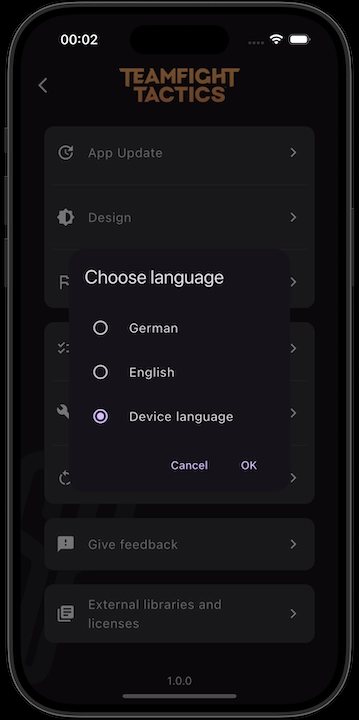 00:02
TEAMFIGHT
TACTICS
App Update
Design
Choose language
German
English
Device language
Cancel
OK
Give feedback
External libraries and
licenses
1.0.0